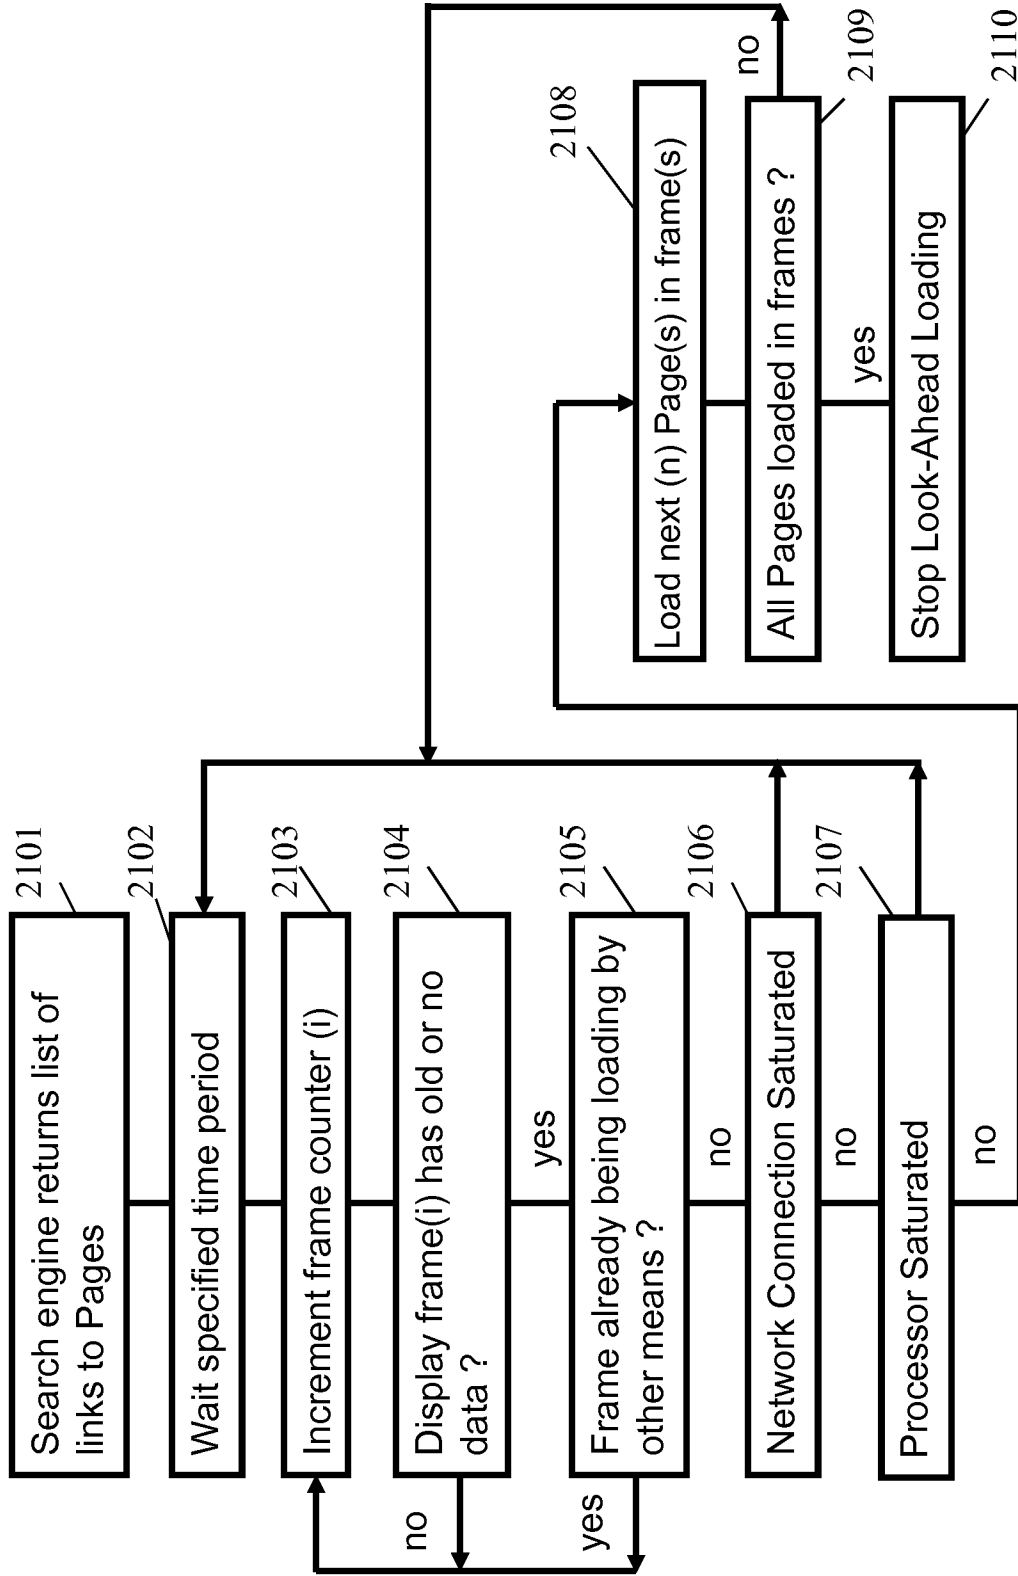 Search engine returns list of
links to Pages
2101
Wait specified time period
2102
Increment frame counter (i)
2103
Display frame(i) has old or no
data ?
2104
no
yes
Frame already being loading by
other means ?
2105
yes
no
Network Connection Saturated
2106
no
Processor Saturated
2107
no
2108
Load next (n) Page(s) in frame(s)
All Pages loaded in frames ?
no
2109
yes
Stop Look-Ahead Loading
2110